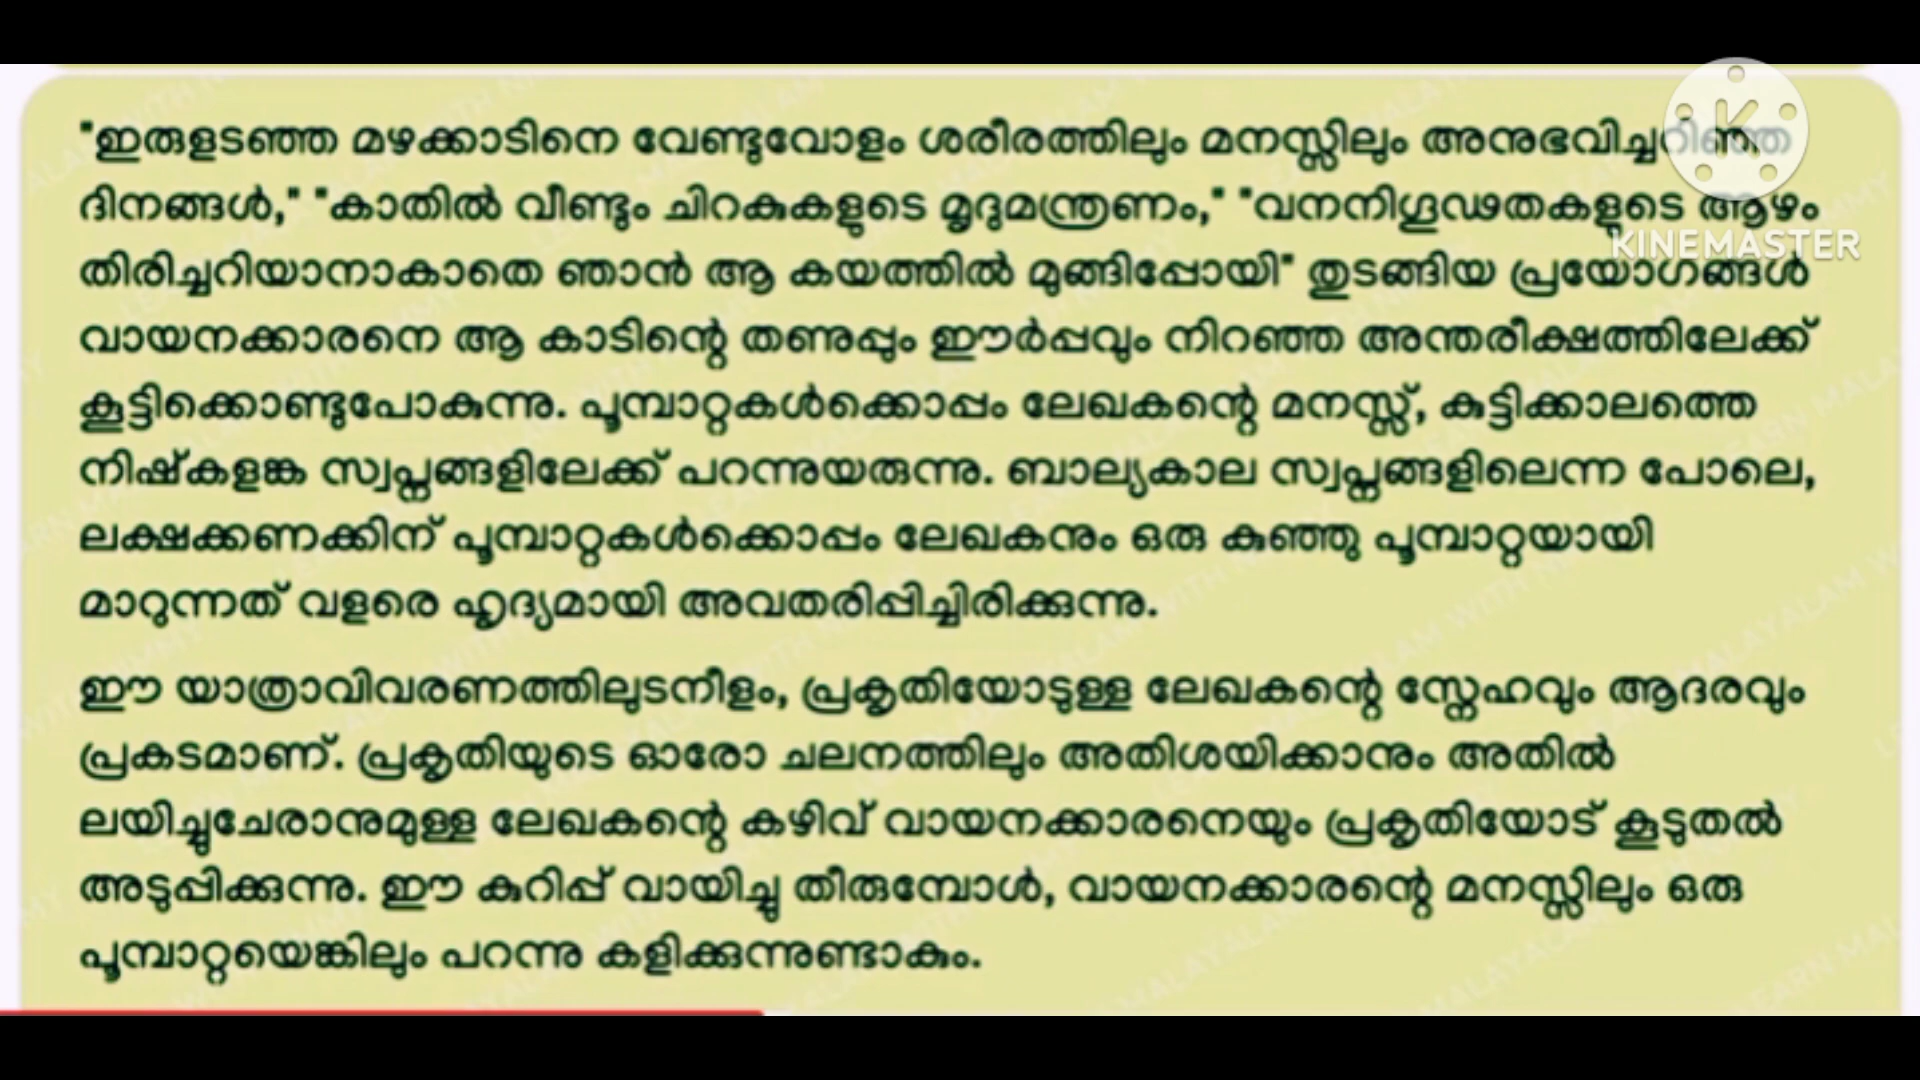 "ഇരുളടഞ്ഞ മഴക്കാടിനെ വേണ്ടുവോളം ശരീരത്തിലും മനസ്സിലും അനുഭവിച്ചറിഞ്ഞ
ദിനങ്ങൾ," "കാതിൽ വീണ്ടും ചിറകുകളുടെ മൃദുമന്ത്രണം," "വനനിഗൂഢതകളുടെ ആഴം
KINEMASTER
തിരിച്ചറിയാനാകാതെ ഞാൻ ആ കയത്തിൽ മുങ്ങിപ്പോയി" തുടങ്ങിയ പ്രയോഗങ്ങൾ
വായനക്കാരനെ ആ കാടിന്റെ തണുപ്പും ഈർപ്പവും നിറഞ്ഞ അന്തരീക്ഷത്തിലേക്ക്
കൂട്ടിക്കൊണ്ടുപോകുന്നു. പൂമ്പാറ്റകൾക്കൊപ്പം ലേഖകന്റെ മനസ്സ്, കുട്ടിക്കാലത്തെ
നിഷ്കളങ്ക സ്വപ്നങ്ങളിലേക്ക് പറന്നുയരുന്നു. ബാല്യകാല സ്വപ്നങ്ങളിലെന്ന പോലെ,
ലക്ഷക്കണക്കിന് പൂമ്പാറ്റകൾക്കൊപ്പം ലേഖകനും ഒരു കുഞ്ഞു പൂമ്പാറ്റയായി
മാറുന്നത് വളരെ ഹൃദ്യമായി അവതരിപ്പിച്ചിരിക്കുന്നു.
ഈ യാത്രാവിവരണത്തിലുടനീളം, പ്രകൃതിയോടുള്ള ലേഖകന്റെ സ്നേഹവും ആദരവും
പ്രകടമാണ്. പ്രകൃതിയുടെ ഓരോ ചലനത്തിലും അതിശയിക്കാനും അതിൽ
ലയിച്ചുചേരാനുമുള്ള ലേഖകന്റെ കഴിവ് വായനക്കാരനെയും പ്രകൃതിയോട് കൂടുതൽ
അടുപ്പിക്കുന്നു. ഈ കുറിപ്പ് വായിച്ചു തീരുമ്പോൾ, വായനക്കാരന്റെ മനസ്സിലും ഒരു
പൂമ്പാറ്റയെങ്കിലും പറന്നു കളിക്കുന്നുണ്ടാകും.